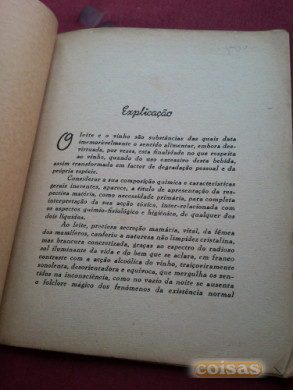 Explicação
O leite e o vinho são substâncias das quais data
imemoravelmente o sentido alimentar, embora des-
virtuada, por vezes, esta finalidade no que respeita
ao vinho, quando do uso excessivo desta bebida,
assim transformada em factor de degradação pessoal e da
própria espécie.
Considerar a sua composição química e características
gerais inerentes, aparece, a título de apresentação da res-
pectiva matéria, como necessidade primária, para completa
interpretação da sua acção tóxica, inter-relacionada com
os aspectos químio-fisiológico e higiénico, de qualquer dos
dois líquidos.
Ao leite, preciosa secreção mamária, vital, da fêmea
dos mamíferos, conferiu a natureza não límpidez cristalina,
mas brancura concretizada, graças ao espectro do radioso
sol iluminante da vida e do bem que se aclara, em franco
contraste com a acção alcoólica do vinho, traiçoeiramente
sonolenta, desorientadora e equívoca, que mergulha os sen-
tidos na inconsciência, como no vazio da noite se ausenta
o folclore mágico dos fenómenos da existência normal
coisas